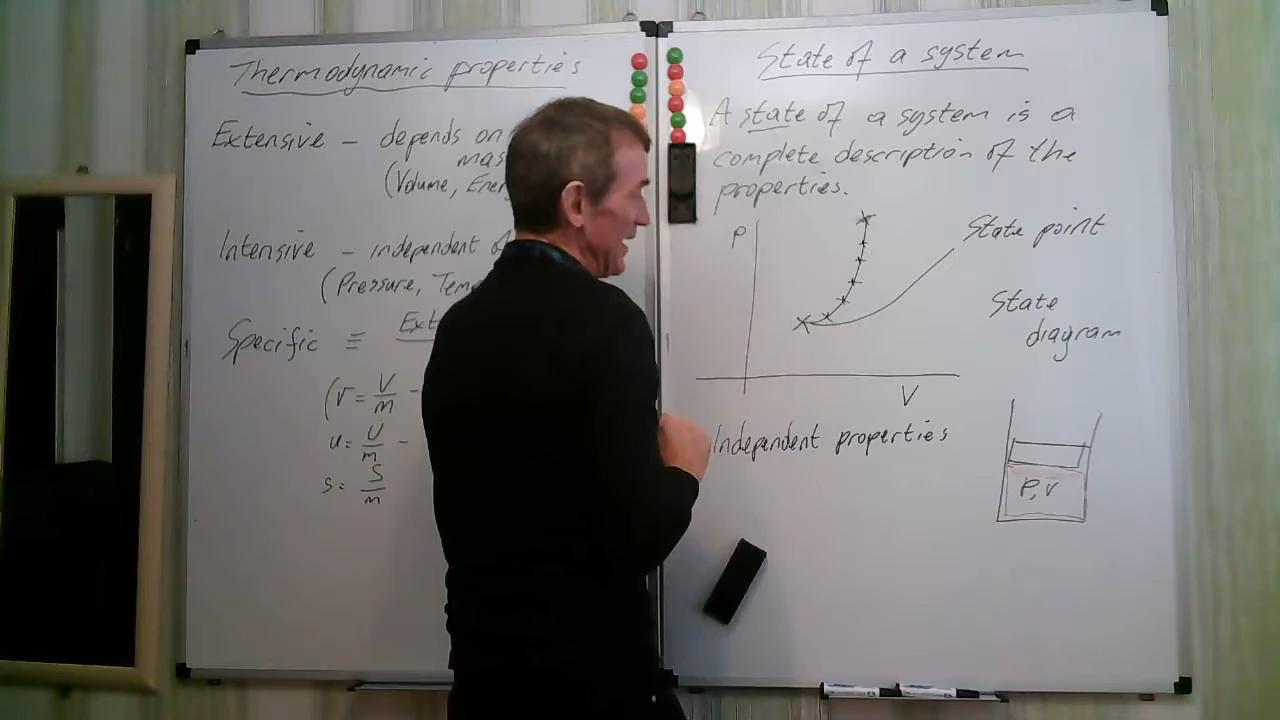 Thermodynamic properties
Extensive – depends on
mas
(Volume, Ener
Intensive – independent of
(Pressure, Tem
Specific ≡ Ext
(v = V/m –
u = U/m –
s = S/m
State of a system
A state of a system is a
complete description of the
properties.
P
State point
State
diagram
V
Independent properties
P, v